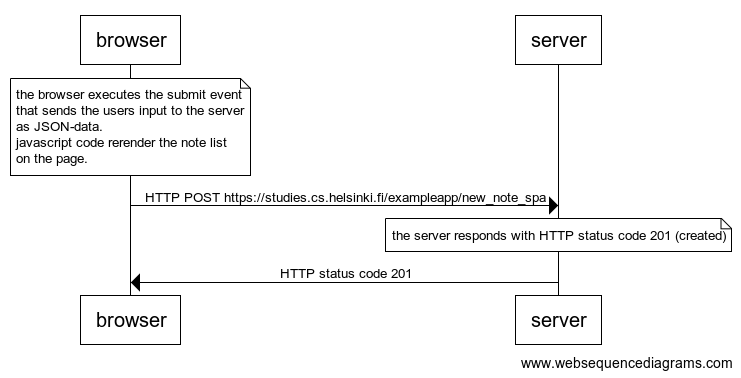 browser
server
the browser executes the submit event
that sends the users input to the server
as JSON-data.
javascript code rerender the note list
on the page.
HTTP POST https://studies.cs.helsinki.fi/exampleapp/new_note_spa
the server responds with HTTP status code 201 (created)
HTTP status code 201
browser
server
www.websequencediagrams.com